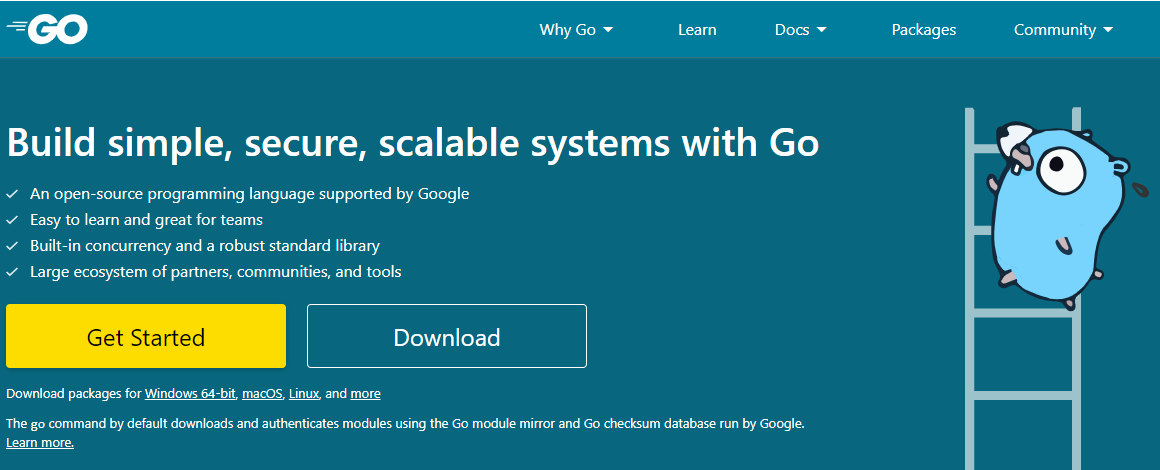 GO
Why Go
Learn
Docs
Packages
Community
Build simple, secure, scalable systems with Go
An open-source programming language supported by Google
Easy to learn and great for teams
Built-in concurrency and a robust standard library
Large ecosystem of partners, communities, and tools
Get Started
Download
Download packages for Windows 64-bit, macOS, Linux, and more
The go command by default downloads and authenticates modules using the Go module mirror and Go checksum database run by Google.
Learn more.